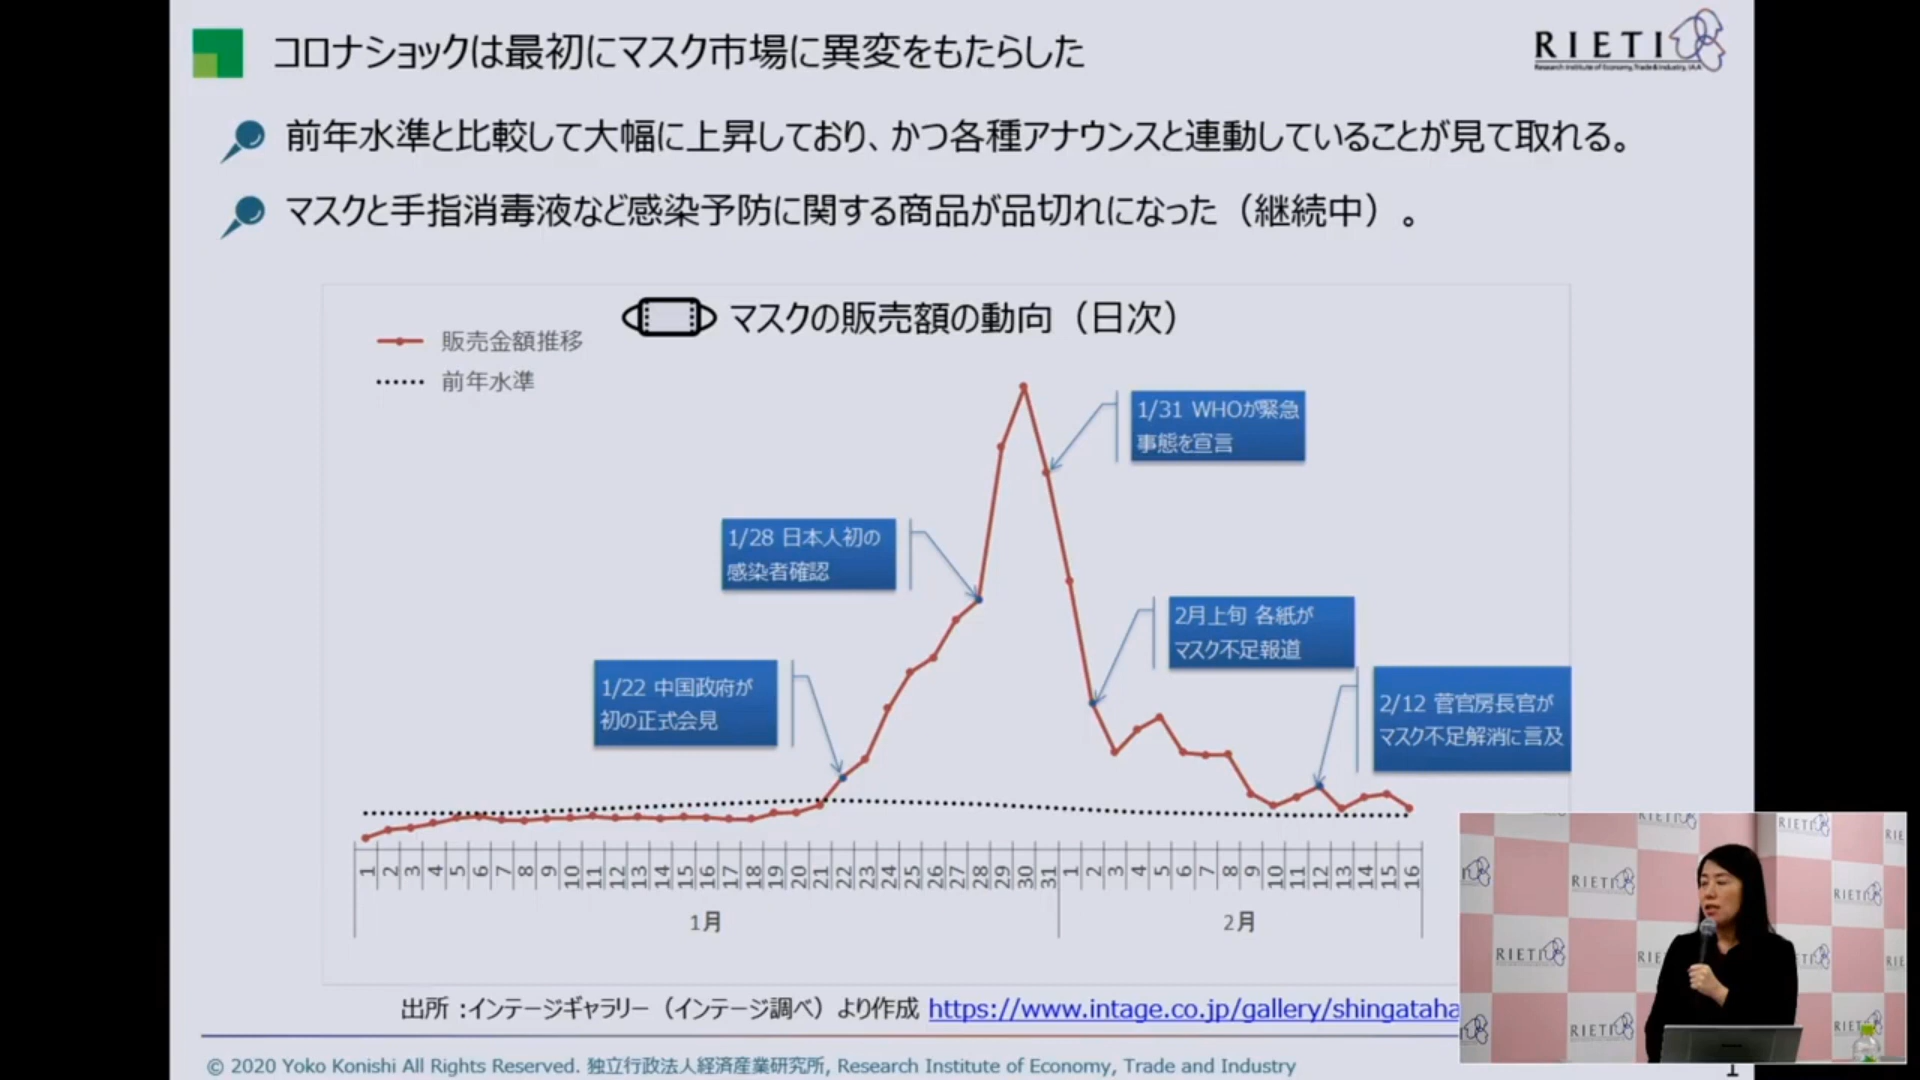 コロナショックは最初にマスク市場に異変をもたらした
RIETI
Research Institute of Economy, Trade & Industry, IAA
前年水準と比較して大幅に上昇しており、かつ各種アナウンスと連動していることが見て取れる。
マスクと手指消毒液など感染予防に関する商品が品切れになった（継続中）。
マスクの販売額の動向（日次）
販売金額推移
前年水準
1/31 WHOが緊急
事態を宣言
1/28 日本人初の
感染者確認
2月上旬 各紙が
マスク不足報道
1/22 中国政府が
初の正式会見
2/12 菅官房長官が
マスク不足解消に言及
1 2 3 4 5 6 7 8 9 10 11 12 13 14 15 16 17 18 19 20 21 22 23 24 25 26 27 28 29 30 31 1 2 3 4 5 6 7 8 9 10 11 12 13 14 15 16
1月 2月
出所：インテージギャラリー（インテージ調べ）より作成 https://www.intage.co.jp/gallery/shingataha
© 2020 Yoko Konishi All Rights Reserved. 独立行政法人経済産業研究所, Research Institute of Economy, Trade and Industry
1
RIETI
RIETI
RIETI
RIETI
RIETI
RIETI